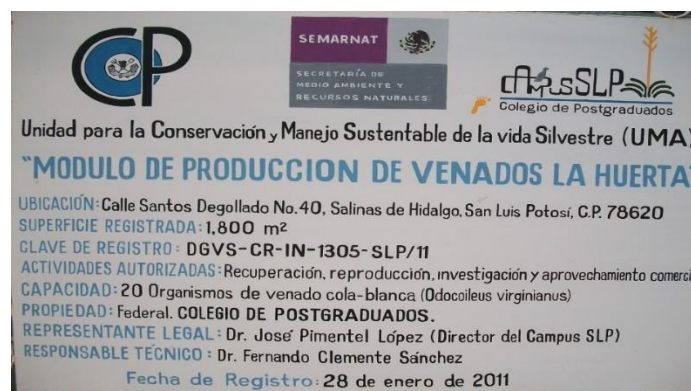 CP
SEMARNAT
SECRETARÍA DE
MEDIO AMBIENTE Y
RECURSOS NATURALES
CAMPUS SLP
Colegio de Postgraduados
Unidad para la Conservación y Manejo Sustentable de la vida Silvestre (UMA)
"MODULO DE PRODUCCION DE VENADOS LA HUERTA"
UBICACIÓN: Calle Santos Degollado No.40, Salinas de Hidalgo, San Luis Potosí, C.P. 78620
SUPERFICIE REGISTRADA: 1,800 m²
CLAVE DE REGISTRO: DGVS-CR-IN-1305-SLP/11
ACTIVIDADES AUTORIZADAS: Recuperación, reproducción, investigación y aprovechamiento comerci
CAPACIDAD: 20 Organismos de venado cola-blanca (Odocoileus virginianus)
PROPIEDAD: Federal. COLEGIO DE POSTGRADUADOS.
REPRESENTANTE LEGAL: Dr. José Pimentel López (Director del Campus SLP)
RESPONSABLE TÉCNICO: Dr. Fernando Clemente Sánchez
Fecha de Registro: 28 de enero de 2011